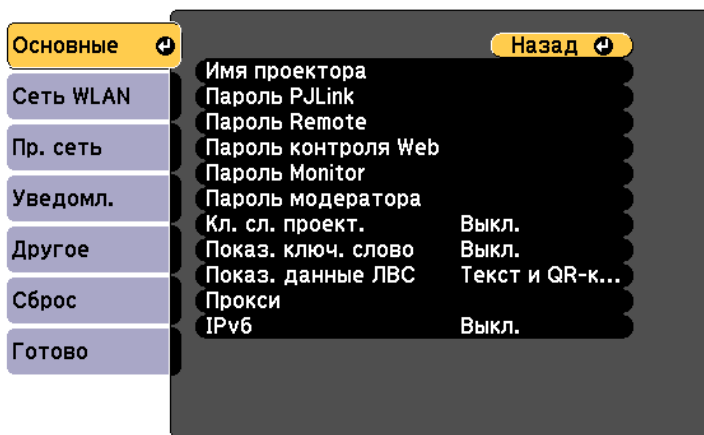 Основные
Сеть WLAN
Пр. сеть
Уведомл.
Другое
Сброс
Готово
Назад
Имя проектора
Пароль PJLink
Пароль Remote
Пароль контроля Web
Пароль Monitor
Пароль модератора
Кл. сл. проект. Выкл.
Показ. ключ. слово Выкл.
Показ. данные ЛВС Текст и QR-к...
Прокси
IPv6 Выкл.